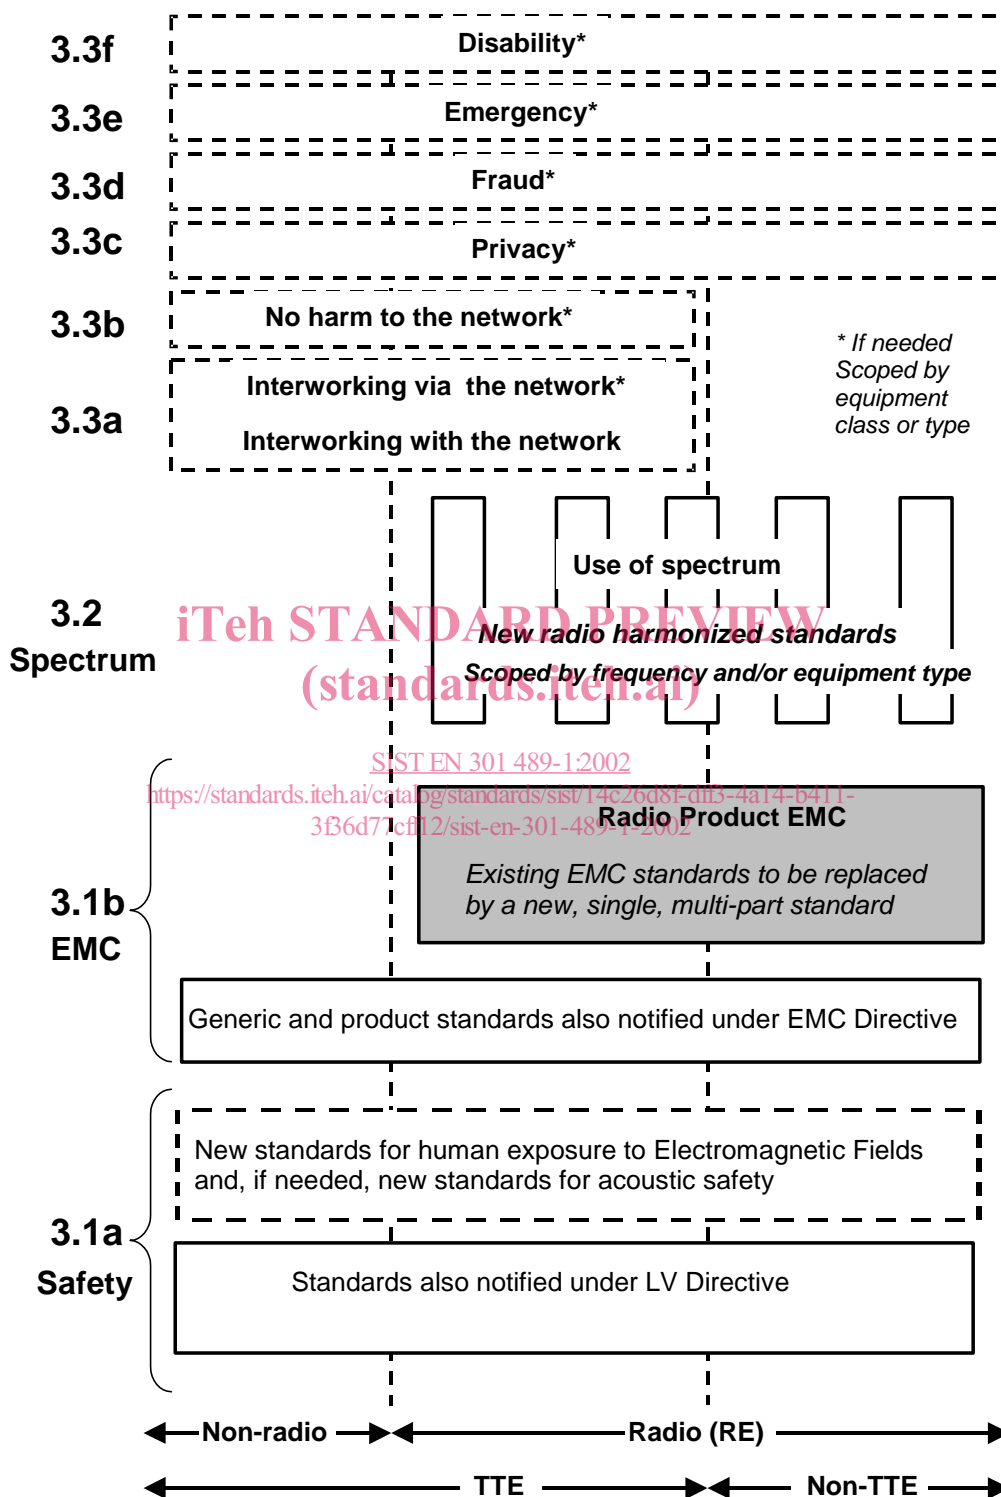 3.3f
Disability*
3.3e
Emergency*
3.3d
Fraud*
3.3c
Privacy*
3.3b
No harm to the network*
* If needed
Scoped by
equipment
class or type
3.3a
Interworking via the network*
Interworking with the network
Use of spectrum
3.2
Spectrum
iTeh STANDARD PREVIEW
New radio harmonized standards
(standards.iteh.ai)
Scoped by frequency and/or equipment type
SIST EN 301 489-1:2002
https://standards.iteh.ai/catalog/standards/sist/14c26d8f-dff3-4a14-b411-
3f36d77cff12/sist-en-301-489-1-2002
Radio Product EMC
Existing EMC standards to be replaced
by a new, single, multi-part standard
3.1b
EMC
Generic and product standards also notified under EMC Directive
New standards for human exposure to Electromagnetic Fields
and, if needed, new standards for acoustic safety
3.1a
Safety
Standards also notified under LV Directive
Non-radio
Radio (RE)
TTE
Non-TTE